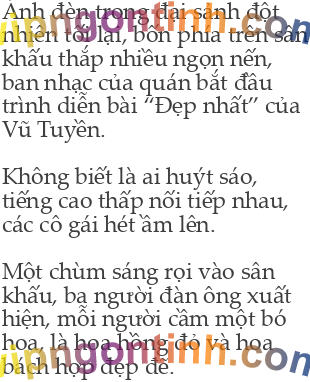 Ánh đèn trong đại sảnh đột
nhiên tối lại, bốn phía trên sân
khấu thắp nhiều ngọn nến,
ban nhạc của quán bắt đầu
trình diễn bài “Đẹp nhất” của
Vũ Tuyền.
Không biết là ai huýt sáo,
tiếng cao thấp nối tiếp nhau,
các cô gái hét ầm lên.
Một chùm sáng rọi vào sân
khấu, ba người đàn ông xuất
hiện, mỗi người cầm một bó
hoa, là hoa hồng đỏ và hoa
bách hợp đẹp đẽ.
vipngontinh.com
vipngontinh.com